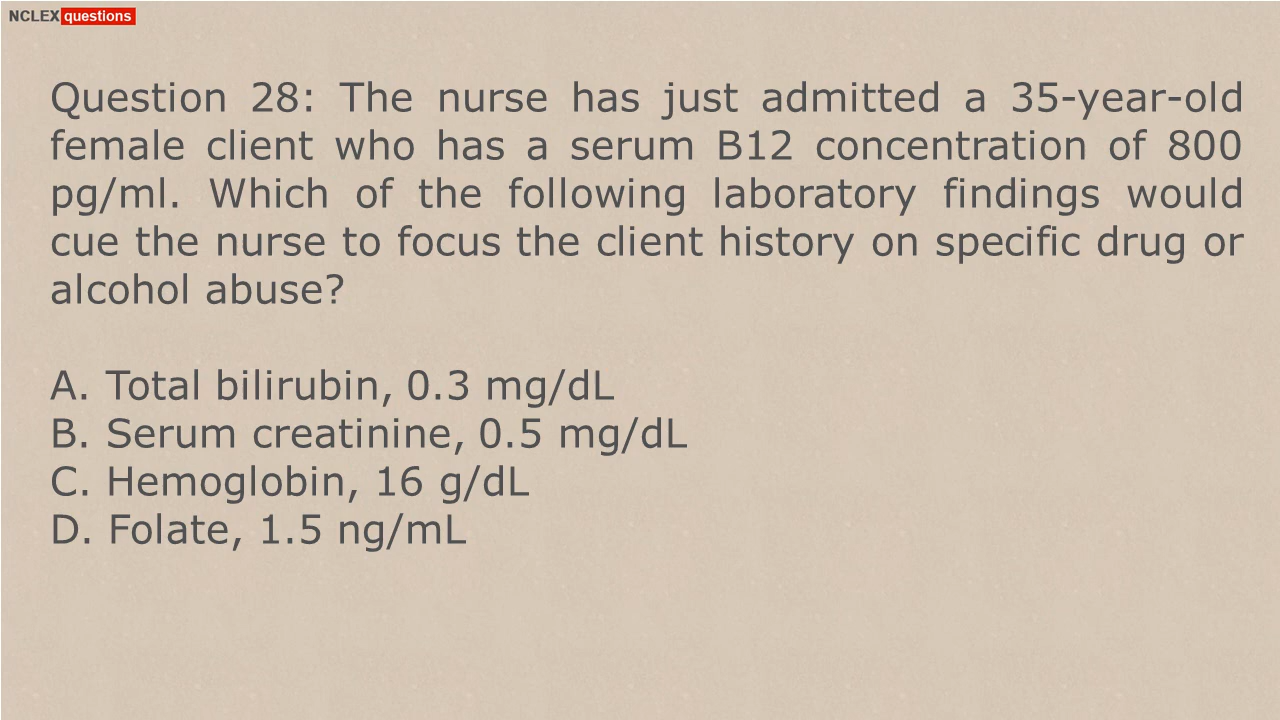 NCLEX questions
Question 28: The nurse has just admitted a 35-year-old
female client who has a serum B12 concentration of 800
pg/ml. Which of the following laboratory findings would
cue the nurse to focus the client history on specific drug or
alcohol abuse?
A. Total bilirubin, 0.3 mg/dL
B. Serum creatinine, 0.5 mg/dL
C. Hemoglobin, 16 g/dL
D. Folate, 1.5 ng/mL